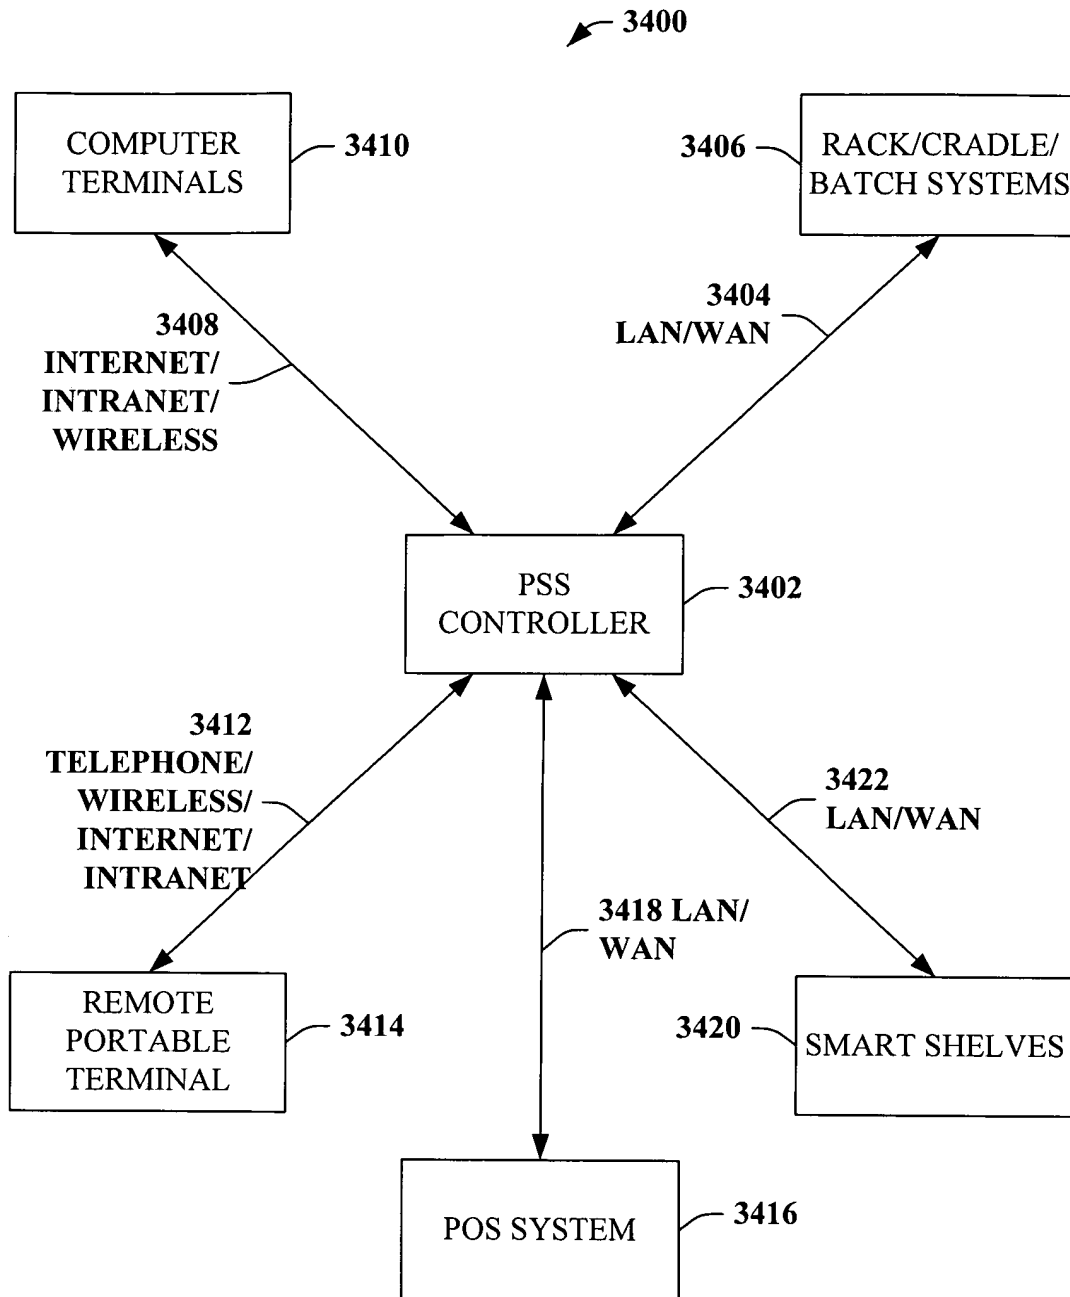 3400
COMPUTER
TERMINALS
3410
3406
RACK/CRADLE/
BATCH SYSTEMS
3408
INTERNET/
INTRANET/
WIRELESS
3404
LAN/WAN
PSS
CONTROLLER
3402
3412
TELEPHONE/
WIRELESS/
INTERNET/
INTRANET
3422
LAN/WAN
3418 LAN/
WAN
REMOTE
PORTABLE
TERMINAL
3414
3420
SMART SHELVES
POS SYSTEM
3416